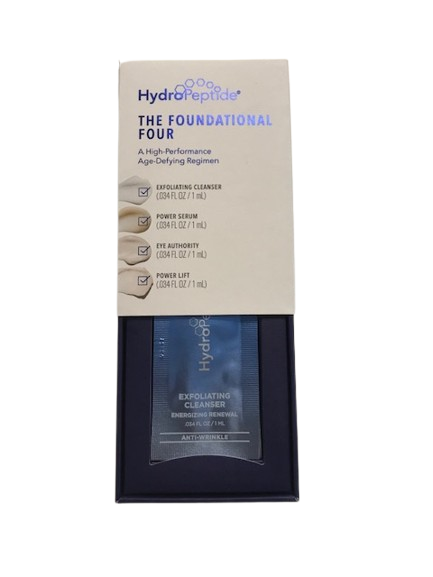 HydroPeptide®
THE FOUNDATIONAL
FOUR
A High-Performance
Age-Defying Regimen
EXFOLIATING CLEANSER
(.034 FL OZ / 1 mL)
POWER SERUM
(.034 FL OZ / 1 mL)
EYE AUTHORITY
(.034 FL OZ / 1 mL)
POWER LIFT
(.034 FL OZ / 1 mL)
HydroPeptide
EXFOLIATING
CLEANSER
ENERGIZING RENEWAL
.034 FL OZ / 1 ML
ANTI-WRINKLE